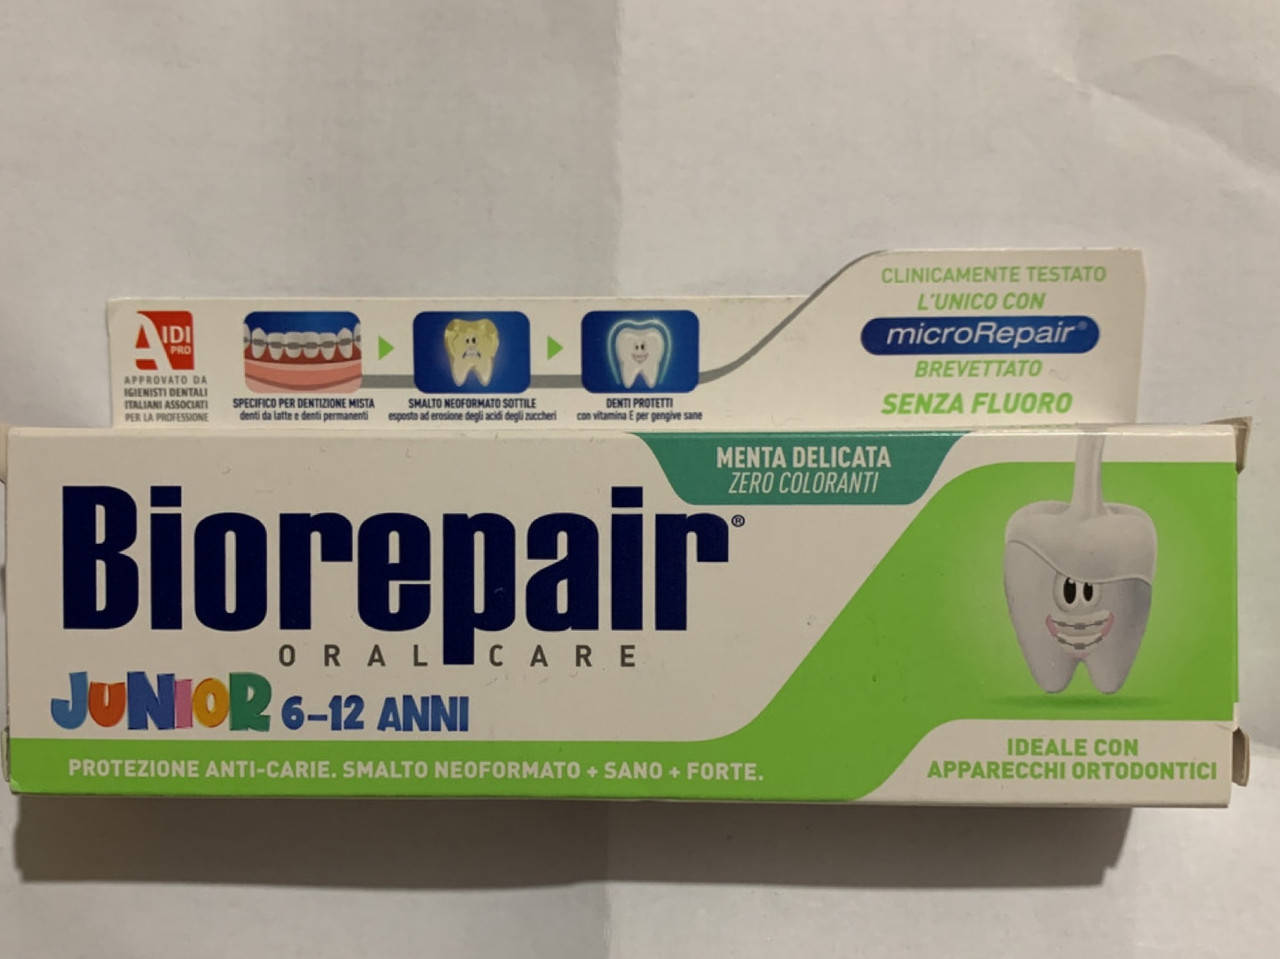 AIDI
PRO
APPROVATO DA
IGIENISTI DENTALI
ITALIANI ASSOCIATI
PER LA PROFESSIONE
SPECIFICO PER DENTIZIONE MISTA
denti da latte e denti permanenti
SMALTO NEOFORMATO SOTTILE
esposto ad erosione degli acidi degli zuccheri
DENTI PROTETTI
con vitamina E per gengive sane
CLINICAMENTE TESTATO
L'UNICO CON
microRepair®
BREVETTATO
SENZA FLUORO
MENTA DELICATA
ZERO COLORANTI
Biorepair®
ORAL CARE
JUNIOR 6-12 ANNI
PROTEZIONE ANTI-CARIE. SMALTO NEOFORMATO + SANO + FORTE.
IDEALE CON
APPARECCHI ORTODONTICI